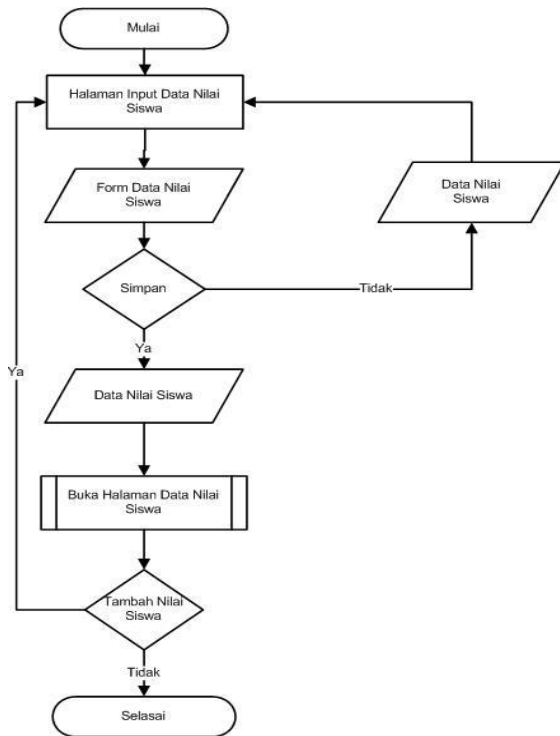 Mulai
Halaman Input Data Nilai
Siswa
Form Data Nilai
Siswa
Data Nilai
Siswa
Simpan
Tidak
Ya
Ya
Data Nilai Siswa
Buka Halaman Data Nilai
Siswa
Tambah Nilai
Siswa
Tidak
Selasai